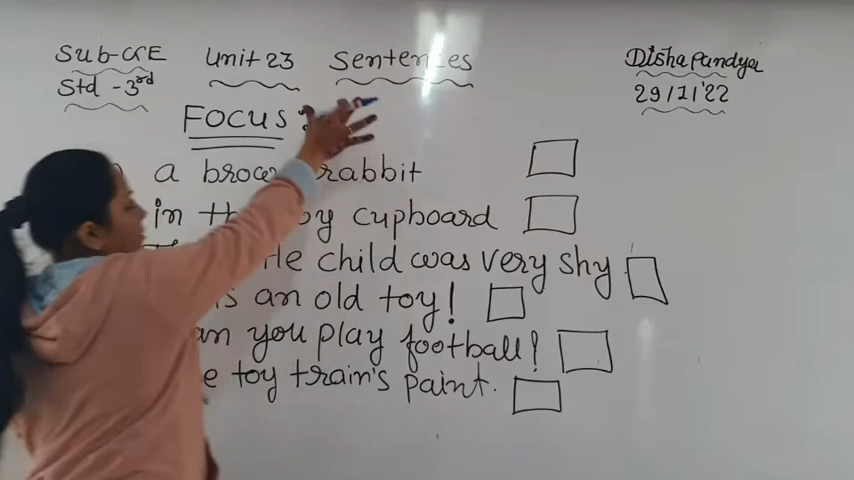 Sub-CRE Unit 23 Sentences Disha Pandya
Std - 3rd 29/11/'22
FOCUS
a brown rabbit
in the toy cupboard
child was very shy
is an old toy!
you play football!
toy train's paint.